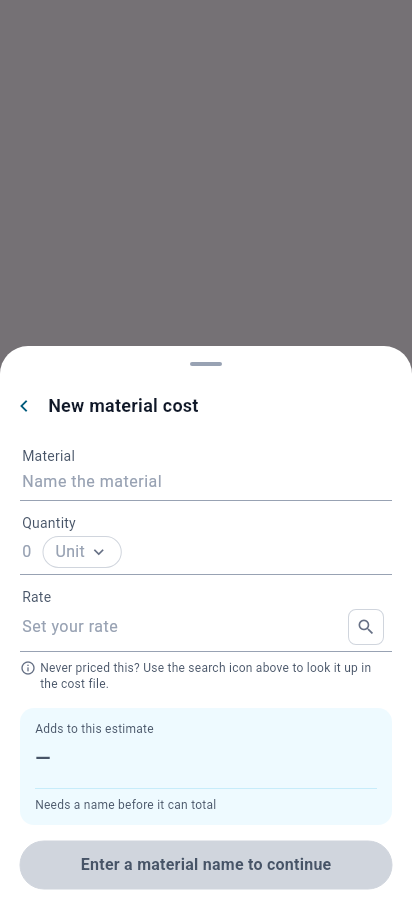 New material cost
Material
Name the material
Quantity
0 Unit
Rate
Set your rate
Never priced this? Use the search icon above to look it up in
the cost file.
Adds to this estimate
–
Needs a name before it can total
Enter a material name to continue